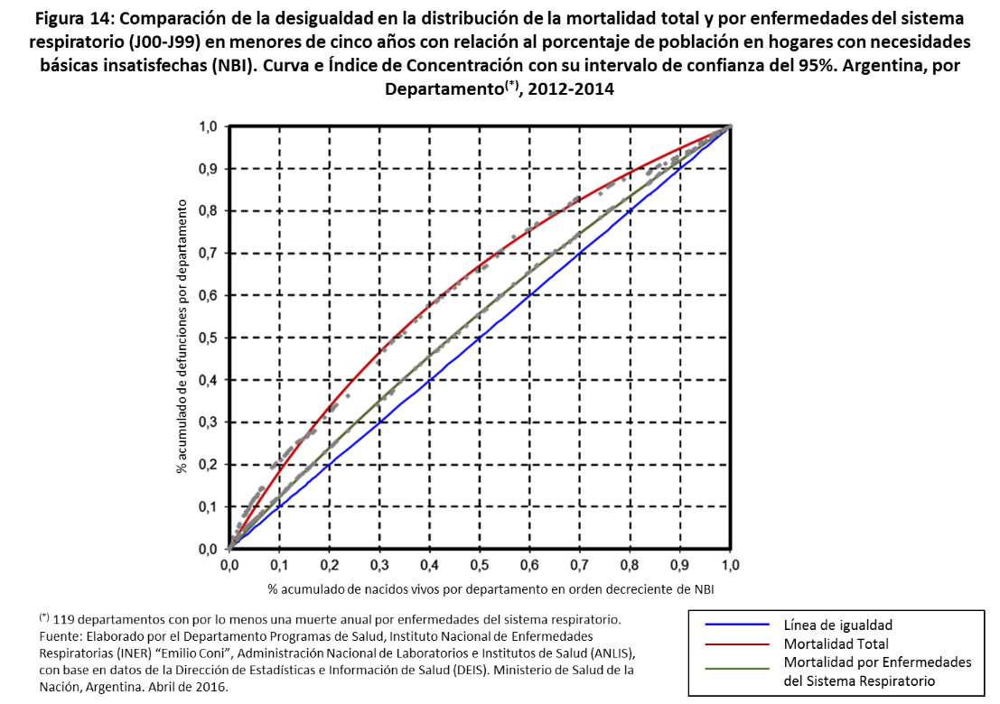 Figura 14: Comparación de la desigualdad en la distribución de la mortalidad total y por enfermedades del sistema
respiratorio (J00-J99) en menores de cinco años con relación al porcentaje de población en hogares con necesidades
básicas insatisfechas (NBI). Curva e Índice de Concentración con su intervalo de confianza del 95%. Argentina, por
Departamento(*), 2012-2014
% acumulado de defunciones por departamento
1,0
0,9
0,8
0,7
0,6
0,5
0,4
0,3
0,2
0,1
0,0
0,0 0,1 0,2 0,3 0,4 0,5 0,6 0,7 0,8 0,9 1,0
% acumulado de nacidos vivos por departamento en orden decreciente de NBI
(*) 119 departamentos con por lo menos una muerte anual por enfermedades del sistema respiratorio.
Fuente: Elaborado por el Departamento Programas de Salud, Instituto Nacional de Enfermedades
Respiratorias (INER) “Emilio Coni”, Administración Nacional de Laboratorios e Institutos de Salud (ANLIS),
con base en datos de la Dirección de Estadísticas e Información de Salud (DEIS). Ministerio de Salud de la
Nación, Argentina. Abril de 2016.
Línea de igualdad
Mortalidad Total
Mortalidad por Enfermedades
del Sistema Respiratorio